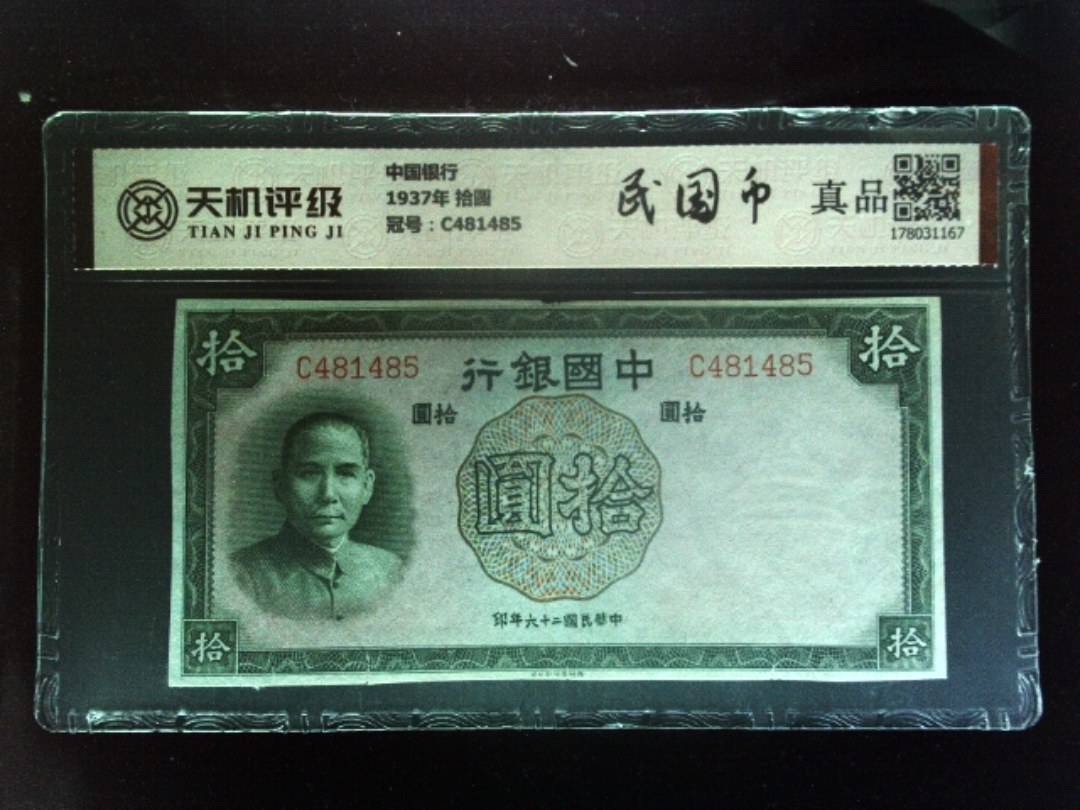 天机评级
TIAN JI PING JI
中国银行
1937年 拾圓
冠号：C481485
民国币
真品
178031167
拾
拾
C481485
中國銀行
C481485
拾圓
拾圓
拾圓
中華民國二十六年印
拾
拾